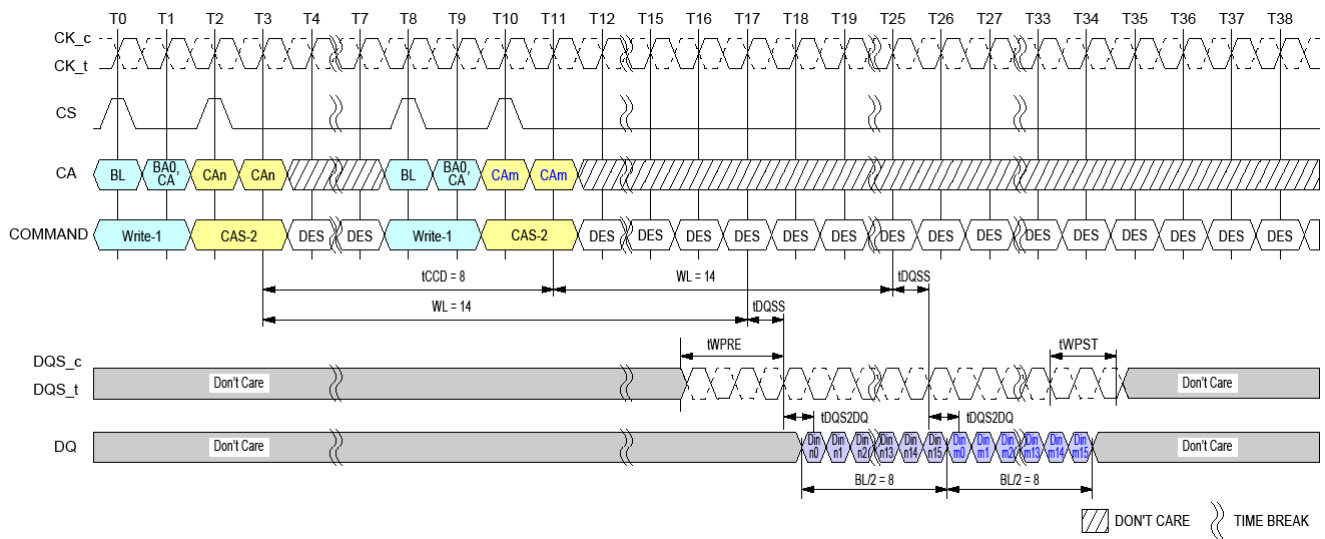 T0 T1 T2 T3 T4 T7 T8 T9 T10 T11 T12 T15 T16 T17 T18 T19 T25 T26 T27 T33 T34 T35 T36 T37 T38
CK_c
CK_t
CS
CA BL BA0, CA CAn CAn BL BA0, CA CAm CAm
COMMAND Write-1 CAS-2 DES DES Write-1 CAS-2 DES DES DES DES DES DES DES DES DES DES DES DES DES DES DES
tCCD = 8 WL = 14 tDQSS
WL = 14 tDQSS
tWPRE tWPST
DQS_c
DQS_t Don't Care Don't Care
tDQS2DQ tDQS2DQ
DQ Don't Care Din n0 Din n1 Din n2 Din n13 Din n14 Din n15 Din m0 Din m1 Din m2 Din m13 Din m14 Din m15 Don't Care
BL/2 = 8 BL/2 = 8
DON'T CARE TIME BREAK